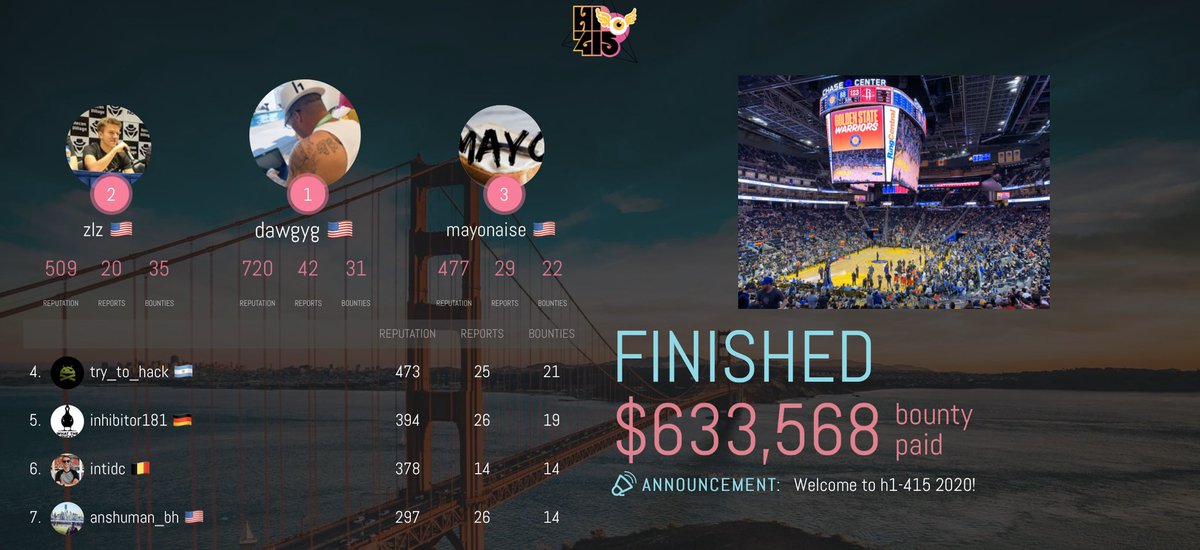 H1
415
2
1
3
MAYO
zlz
dawgyg
mayonaise
509 20 35
720 42 31
477 29 22
REPUTATION REPORTS BOUNTIES
REPUTATION REPORTS BOUNTIES
REPUTATION REPORTS BOUNTIES
REPUTATION REPORTS BOUNTIES
4. try_to_hack 473 25 21
5. inhibitor181 394 26 19
6. intidc 378 14 14
7. anshuman_bh 297 26 14
CHASE CENTER
123
GOLDEN STATE
WARRIORS
RingCentral
FINISHED
$633,568 bounty
paid
ANNOUNCEMENT: Welcome to h1-415 2020!